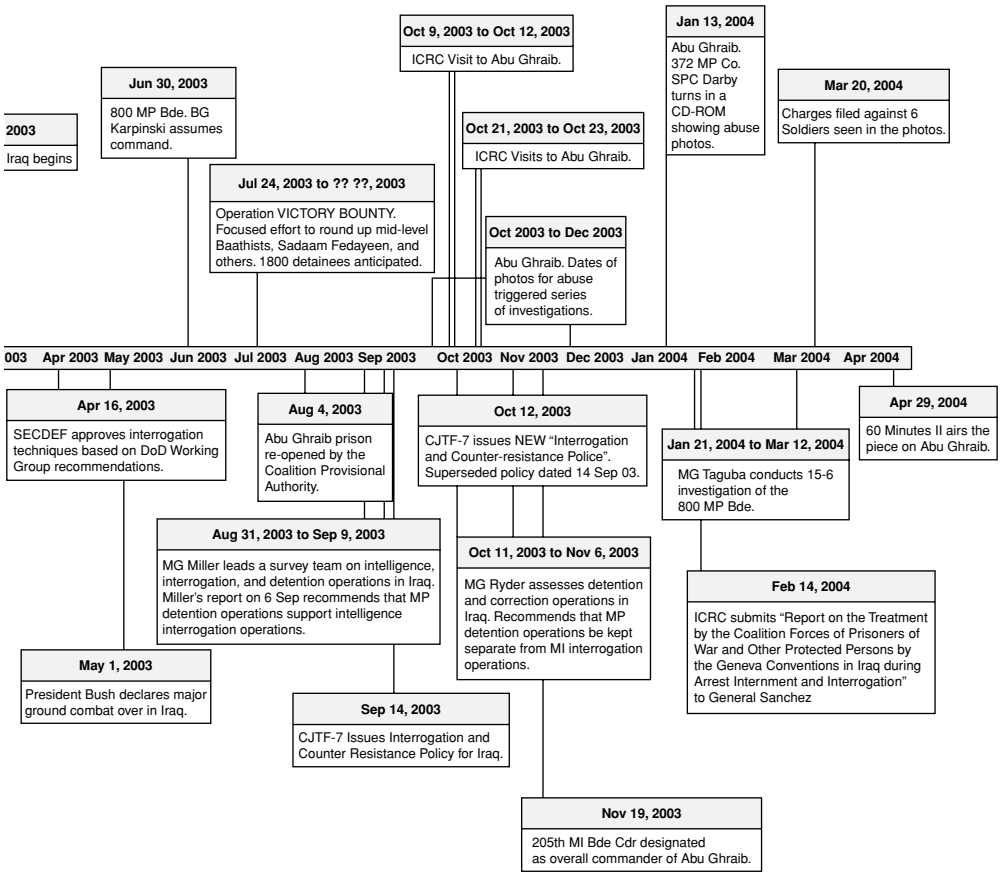 Oct 9, 2003 to Oct 12, 2003
ICRC Visit to Abu Ghraib.
Jan 13, 2004
Abu Ghraib.
372 MP Co.
SPC Darby
turns in a
CD-ROM
showing abuse
photos.
Jun 30, 2003
800 MP Bde. BG
Karpinski assumes
command.
Mar 20, 2004
Charges filed against 6
Soldiers seen in the photos.
2003
Iraq begins
Oct 21, 2003 to Oct 23, 2003
ICRC Visits to Abu Ghraib.
Jul 24, 2003 to ?? ??, 2003
Operation VICTORY BOUNTY.
Focused effort to round up mid-level
Baathists, Sadaam Fedayeen, and
others. 1800 detainees anticipated.
Oct 2003 to Dec 2003
Abu Ghraib. Dates of
photos for abuse
triggered series
of investigations.
003 Apr 2003 May 2003 Jun 2003 Jul 2003 Aug 2003 Sep 2003 Oct 2003 Nov 2003 Dec 2003 Jan 2004 Feb 2004 Mar 2004 Apr 2004
Apr 16, 2003
SECDEF approves interrogation
techniques based on DoD Working
Group recommendations.
Aug 4, 2003
Abu Ghraib prison
re-opened by the
Coalition Provisional
Authority.
Oct 12, 2003
CJTF-7 issues NEW “Interrogation
and Counter-resistance Police”.
Superseded policy dated 14 Sep 03.
Apr 29, 2004
60 Minutes II airs the
piece on Abu Ghraib.
Jan 21, 2004 to Mar 12, 2004
MG Taguba conducts 15-6
investigation of the
800 MP Bde.
Aug 31, 2003 to Sep 9, 2003
MG Miller leads a survey team on intelligence,
interrogation, and detention operations in Iraq.
Miller’s report on 6 Sep recommends that MP
detention operations support intelligence
interrogation operations.
Oct 11, 2003 to Nov 6, 2003
MG Ryder assesses detention
and correction operations in
Iraq. Recommends that MP
detention operations be kept
separate from MI interrogation
operations.
Feb 14, 2004
ICRC submits “Report on the Treatment
by the Coalition Forces of Prisoners of
War and Other Protected Persons by
the Geneva Conventions in Iraq during
Arrest Internment and Interrogation”
to General Sanchez
May 1, 2003
President Bush declares major
ground combat over in Iraq.
Sep 14, 2003
CJTF-7 Issues Interrogation and
Counter Resistance Policy for Iraq.
Nov 19, 2003
205th MI Bde Cdr designated
as overall commander of Abu Ghraib.